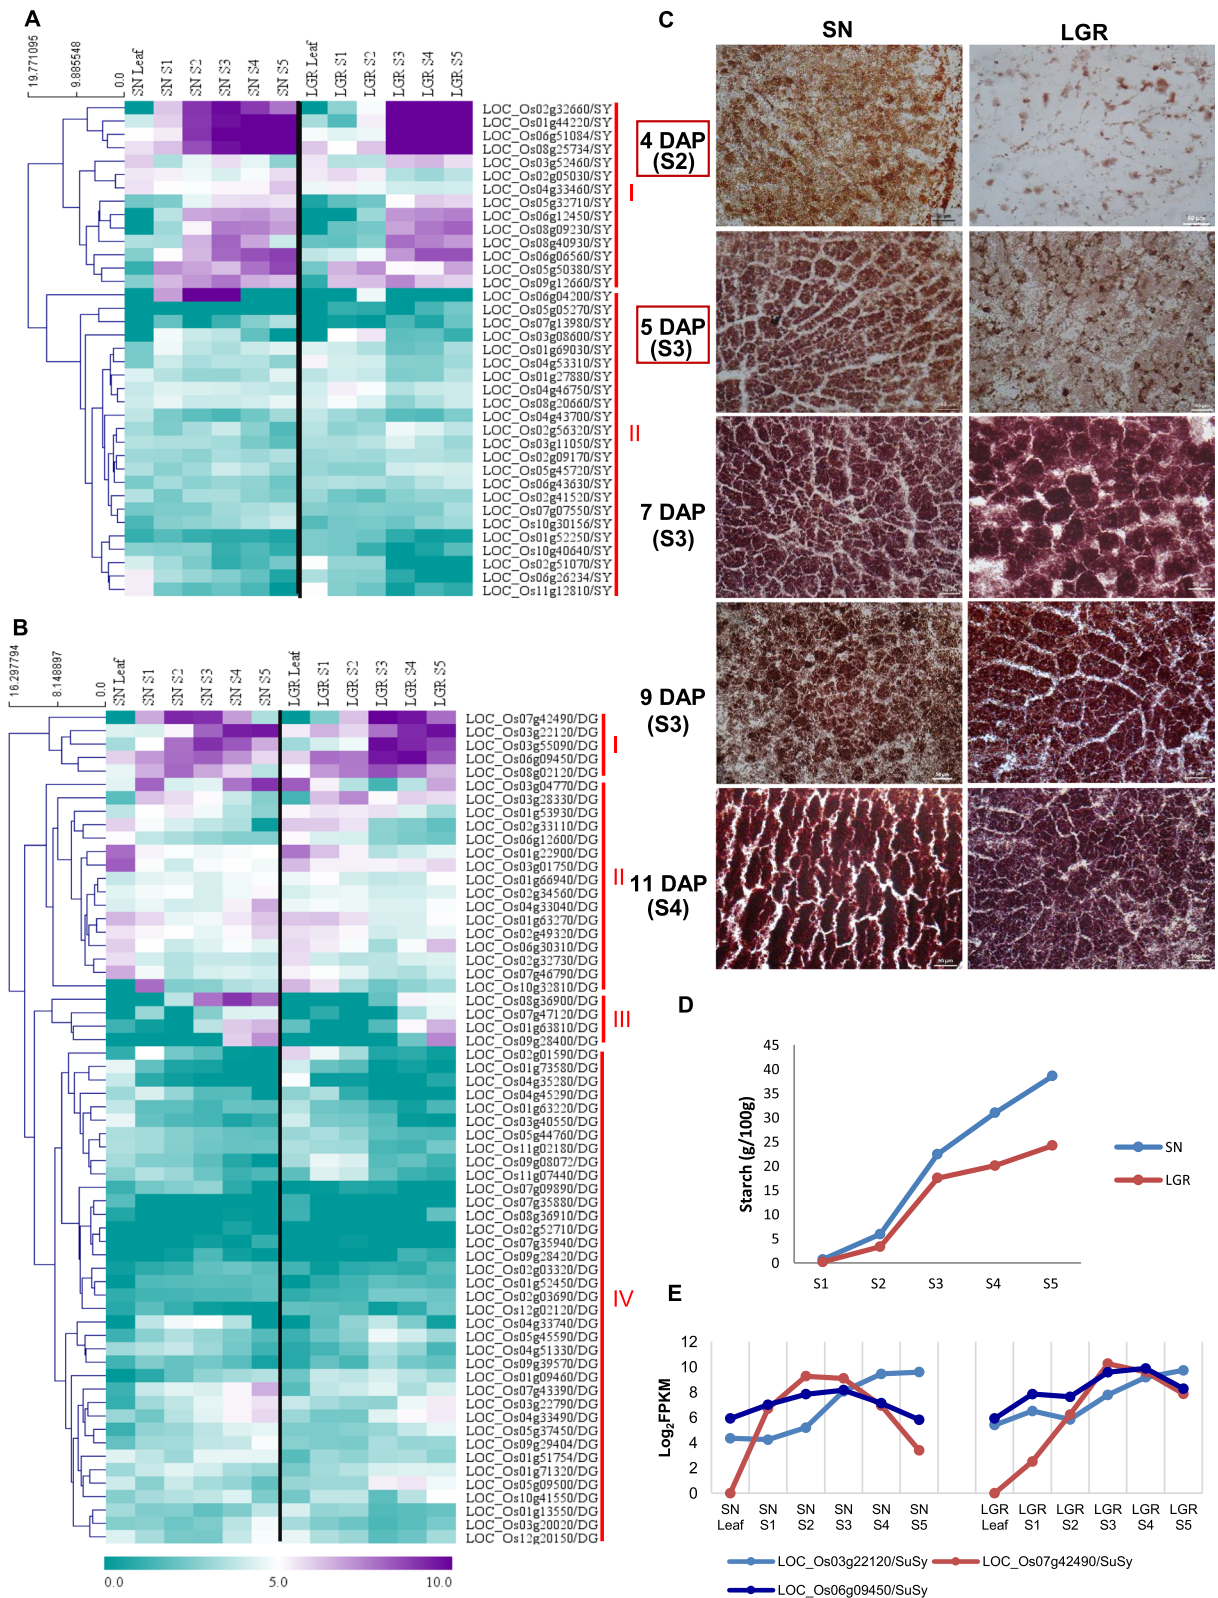 A
19.771095
9.885548
0.0
SN Leaf
SN S1
SN S2
SN S3
SN S4
SN S5
LGR Leaf
LGR S1
LGR S2
LGR S3
LGR S4
LGR S5
LOC_Os02g32660/SY
LOC_Os01g44220/SY
LOC_Os06g51084/SY
LOC_Os08g25734/SY
LOC_Os03g52460/SY
LOC_Os02g05030/SY
LOC_Os04g33460/SY
LOC_Os05g32710/SY
LOC_Os06g12450/SY
LOC_Os08g09230/SY
LOC_Os08g40930/SY
LOC_Os06g06560/SY
LOC_Os05g50380/SY
LOC_Os09g12660/SY
LOC_Os06g04200/SY
LOC_Os05g05270/SY
LOC_Os07g13980/SY
LOC_Os03g08600/SY
LOC_Os01g69030/SY
LOC_Os04g53310/SY
LOC_Os01g27880/SY
LOC_Os04g46750/SY
LOC_Os08g20660/SY
LOC_Os04g43700/SY
LOC_Os02g56320/SY
LOC_Os03g11050/SY
LOC_Os02g09170/SY
LOC_Os05g45720/SY
LOC_Os06g43630/SY
LOC_Os02g41520/SY
LOC_Os07g07550/SY
LOC_Os10g30156/SY
LOC_Os01g52250/SY
LOC_Os10g40640/SY
LOC_Os02g51070/SY
LOC_Os06g26234/SY
LOC_Os11g12810/SY
I
II
B
16.297794
8.148897
0.0
SN Leaf
SN S1
SN S2
SN S3
SN S4
SN S5
LGR Leaf
LGR S1
LGR S2
LGR S3
LGR S4
LGR S5
LOC_Os07g42490/DG
LOC_Os03g22120/DG
LOC_Os03g55090/DG
LOC_Os06g09450/DG
LOC_Os08g02120/DG
LOC_Os03g04770/DG
LOC_Os03g28330/DG
LOC_Os01g53930/DG
LOC_Os02g33110/DG
LOC_Os06g12600/DG
LOC_Os01g22900/DG
LOC_Os03g01750/DG
LOC_Os01g66940/DG
LOC_Os02g34560/DG
LOC_Os04g33040/DG
LOC_Os01g63270/DG
LOC_Os02g49320/DG
LOC_Os06g30310/DG
LOC_Os02g32730/DG
LOC_Os07g46790/DG
LOC_Os10g32810/DG
LOC_Os08g36900/DG
LOC_Os07g47120/DG
LOC_Os01g63810/DG
LOC_Os09g28400/DG
LOC_Os02g01590/DG
LOC_Os01g73580/DG
LOC_Os04g35280/DG
LOC_Os04g45290/DG
LOC_Os01g63220/DG
LOC_Os03g40550/DG
LOC_Os05g44760/DG
LOC_Os11g02180/DG
LOC_Os09g08072/DG
LOC_Os11g07440/DG
LOC_Os07g09890/DG
LOC_Os07g35880/DG
LOC_Os08g36910/DG
LOC_Os02g52710/DG
LOC_Os07g35940/DG
LOC_Os09g28420/DG
LOC_Os02g03320/DG
LOC_Os01g52450/DG
LOC_Os02g03690/DG
LOC_Os12g02120/DG
LOC_Os04g33740/DG
LOC_Os05g45590/DG
LOC_Os04g51330/DG
LOC_Os09g39570/DG
LOC_Os01g09460/DG
LOC_Os07g43390/DG
LOC_Os03g22790/DG
LOC_Os04g33490/DG
LOC_Os05g37450/DG
LOC_Os09g29404/DG
LOC_Os01g51754/DG
LOC_Os01g71320/DG
LOC_Os05g09500/DG
LOC_Os10g41550/DG
LOC_Os01g13550/DG
LOC_Os03g20020/DG
LOC_Os12g20150/DG
I
II
III
IV
0.0 5.0 10.0
C
SN LGR
4 DAP
(S2)
5 DAP
(S3)
7 DAP
(S3)
9 DAP
(S3)
11 DAP
(S4)
50 µm
D
Starch (g/100g)
45
40
35
30
25
20
15
10
5
0
S1 S2 S3 S4 S5
SN
LGR
E
Log2FPKM
12
10
8
6
4
2
0
SN Leaf
SN S1
SN S2
SN S3
SN S4
SN S5
LGR Leaf
LGR S1
LGR S2
LGR S3
LGR S4
LGR S5
LOC_Os03g22120/SuSy
LOC_Os07g42490/SuSy
LOC_Os06g09450/SuSy